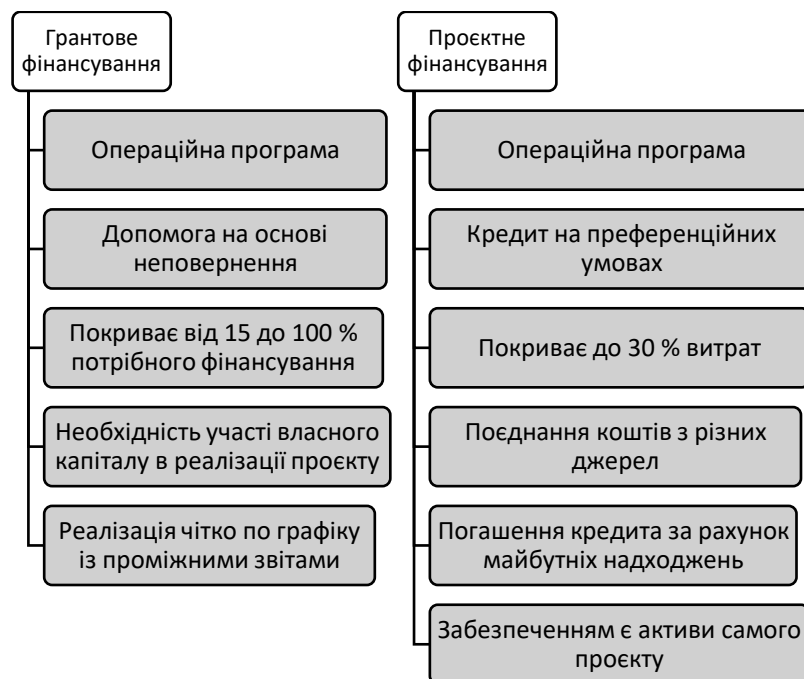 Грантове
фінансування
Операційна програма
Допомога на основі
неповернення
Покриває від 15 до 100 %
потрібного фінансування
Необхідність участі власного
капіталу в реалізації проєкту
Реалізація чітко по графіку
із проміжними звітами
Проєктне
фінансування
Операційна програма
Кредит на преференційних
умовах
Покриває до 30 % витрат
Поєднання коштів з різних
джерел
Погашення кредита за рахунок
майбутніх надходжень
Забезпеченням є активи самого
проєкту